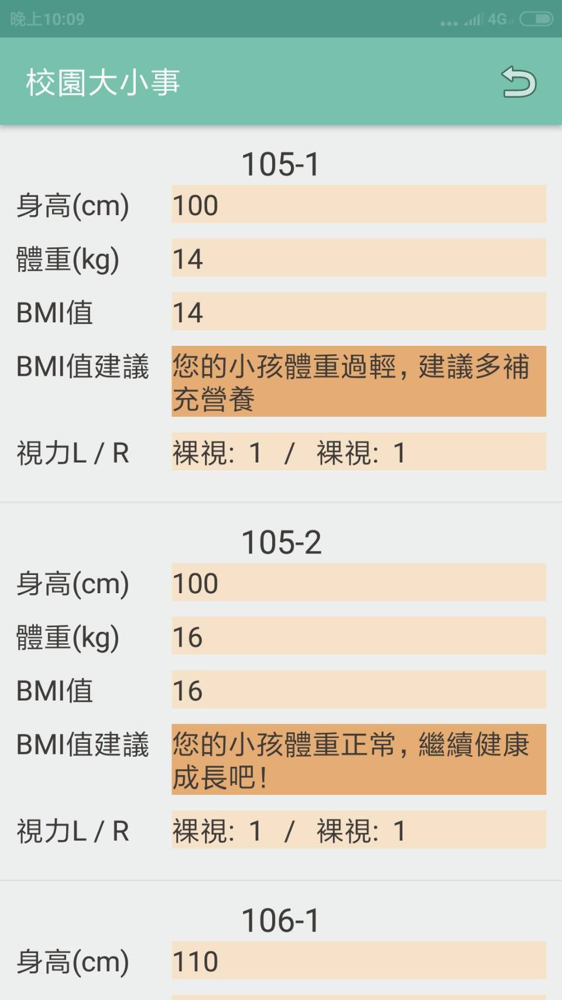 晚上10:09
4G
校園大小事
105-1
身高(cm) 100
體重(kg) 14
BMI值 14
BMI值建議 您的小孩體重過輕, 建議多補
充營養
視力L / R 裸視: 1 / 裸視: 1
105-2
身高(cm) 100
體重(kg) 16
BMI值 16
BMI值建議 您的小孩體重正常, 繼續健康
成長吧!
視力L / R 裸視: 1 / 裸視: 1
106-1
身高(cm) 110